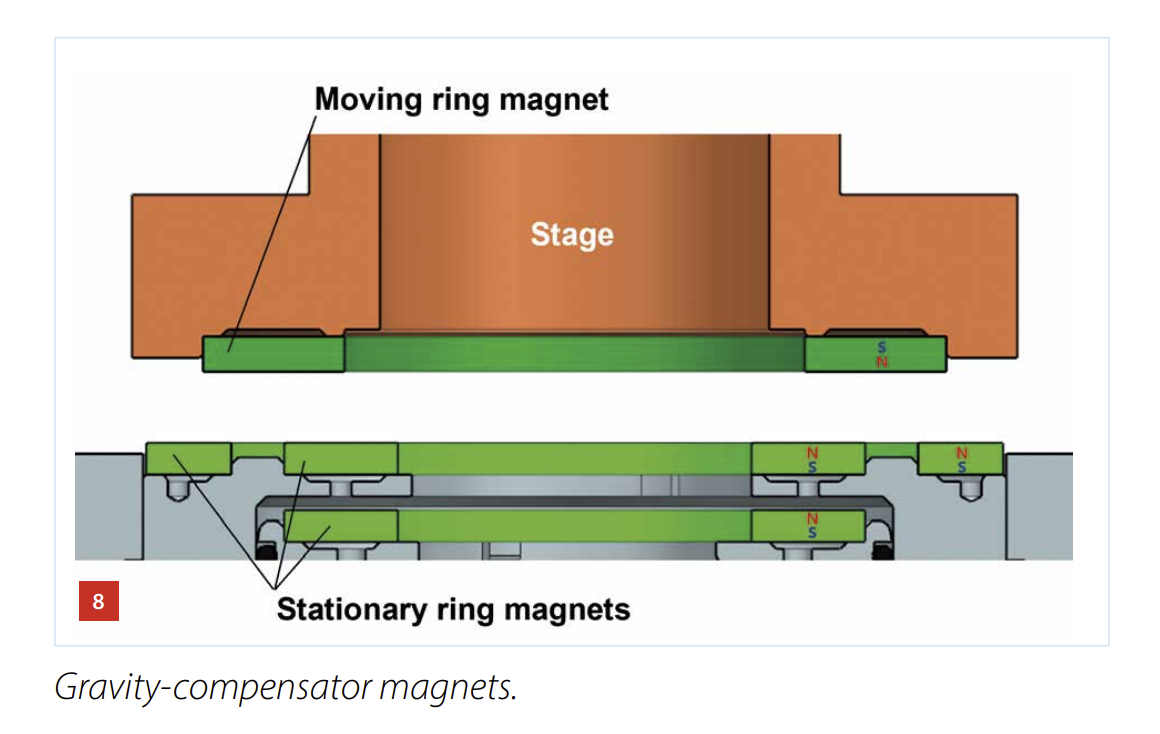 Moving ring magnet
Stage
S
N
N
S
N
S
N
S
8
Stationary ring magnets
Gravity-compensator magnets.